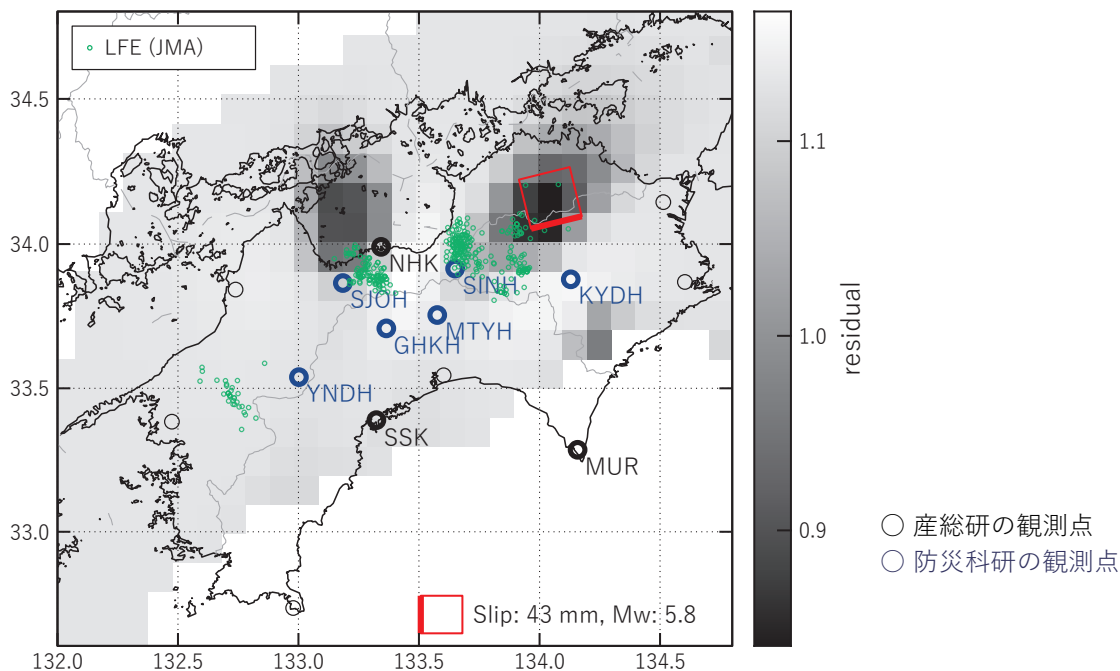 LFE (JMA)
34.5
34.0
33.5
33.0
NHK
SINH
SJOH
KYDH
MTYH
GHKH
YNDH
SSK
MUR
Slip: 43 mm, Mw: 5.8
132.0 132.5 133.0 133.5 134.0 134.5
1.1
1.0
0.9
residual
○ 産総研の観測点
○ 防災科研の観測点